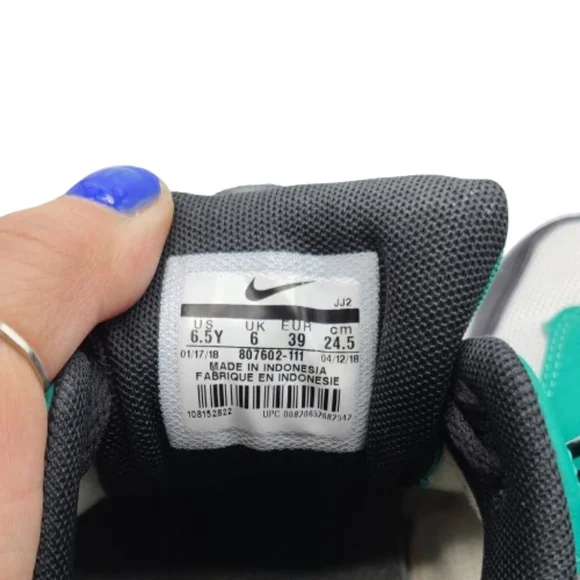 JJ2
US UK EUR cm
6.5Y 6 39 24.5
01/17/18 807602-111 04/12/18
MADE IN INDONESIA
FABRIQUE EN INDONESIE
108152822 UPC